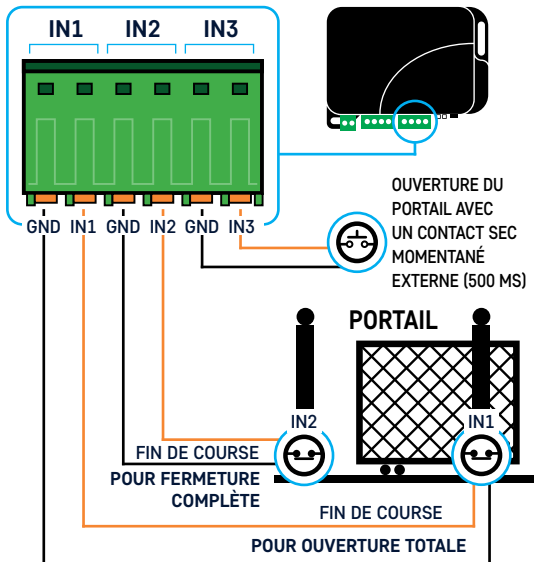 IN1 IN2 IN3
GND IN1 GND IN2 GND IN3
OUVERTURE DU
PORTAIL AVEC
UN CONTACT SEC
MOMENTANÉ
EXTERNE (500 MS)
PORTAIL
IN2
IN1
FIN DE COURSE
POUR FERMETURE
COMPLÈTE
FIN DE COURSE
POUR OUVERTURE TOTALE